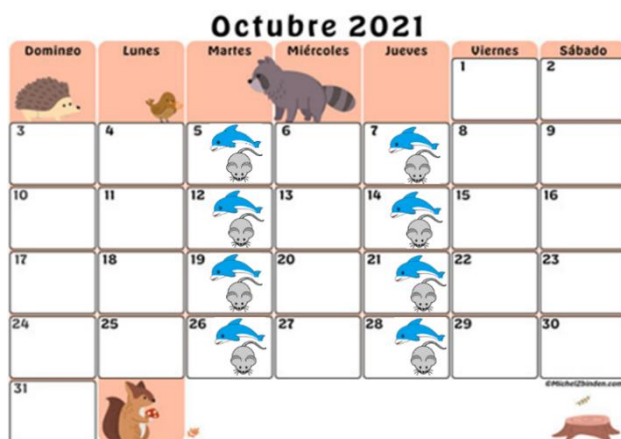 Octubre 2021
Domingo Lunes Martes Miércoles Jueves Viernes Sábado
1 2
3 4 5 6 7 8 9
10 11 12 13 14 15 16
17 18 19 20 21 22 23
24 25 26 27 28 29 30
31
©MichelZbinden.com